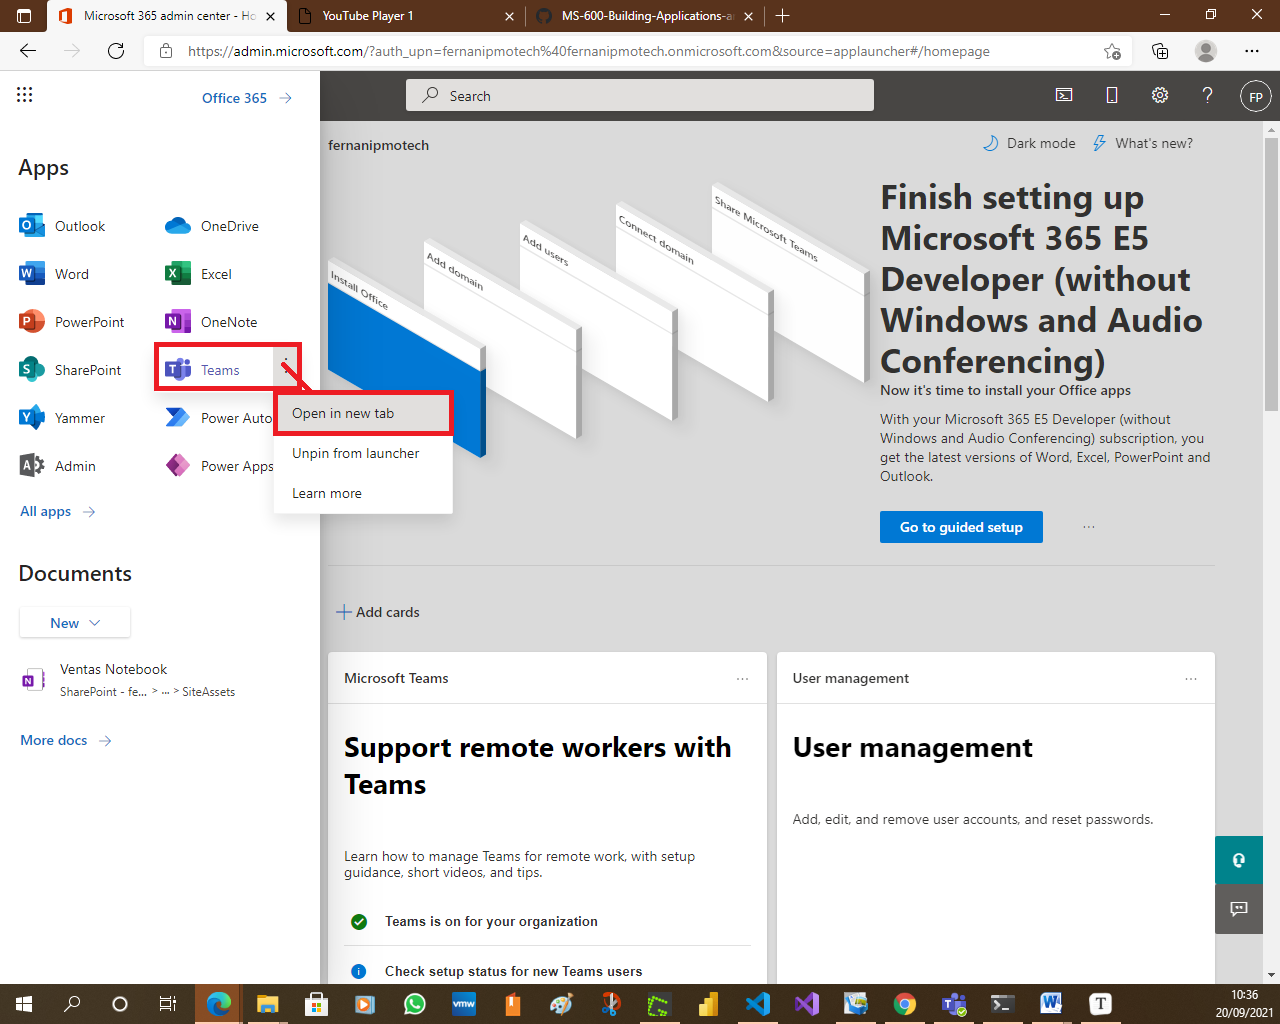 Microsoft 365 admin center - Ho
YouTube Player 1
MS-600-Building-Applications-a
https://admin.microsoft.com/?auth_upn=fernanipmotech%40fernanipmotech.onmicrosoft.com&source=applauncher#/homepage
Office 365
Search
FP
fernanipmotech
Dark mode
What's new?
Apps
Outlook
OneDrive
Word
Excel
PowerPoint
OneNote
SharePoint
Teams
Yammer
Power Auto
Admin
Power Apps
All apps
Open in new tab
Unpin from launcher
Learn more
Install Office
Add domain
Add users
Connect domain
Share Microsoft Teams
Finish setting up
Microsoft 365 E5
Developer (without
Windows and Audio
Conferencing)
Now it's time to install your Office apps
With your Microsoft 365 E5 Developer (without
Windows and Audio Conferencing) subscription, you
get the latest versions of Word, Excel, PowerPoint and
Outlook.
Go to guided setup
Documents
New
Ventas Notebook
SharePoint - fe... > ... > SiteAssets
More docs
Add cards
Microsoft Teams
Support remote workers with
Teams
Learn how to manage Teams for remote work, with setup
guidance, short videos, and tips.
Teams is on for your organization
Check setup status for new Teams users
User management
User management
Add, edit, and remove user accounts, and reset passwords.
vmw
10:36
20/09/2021